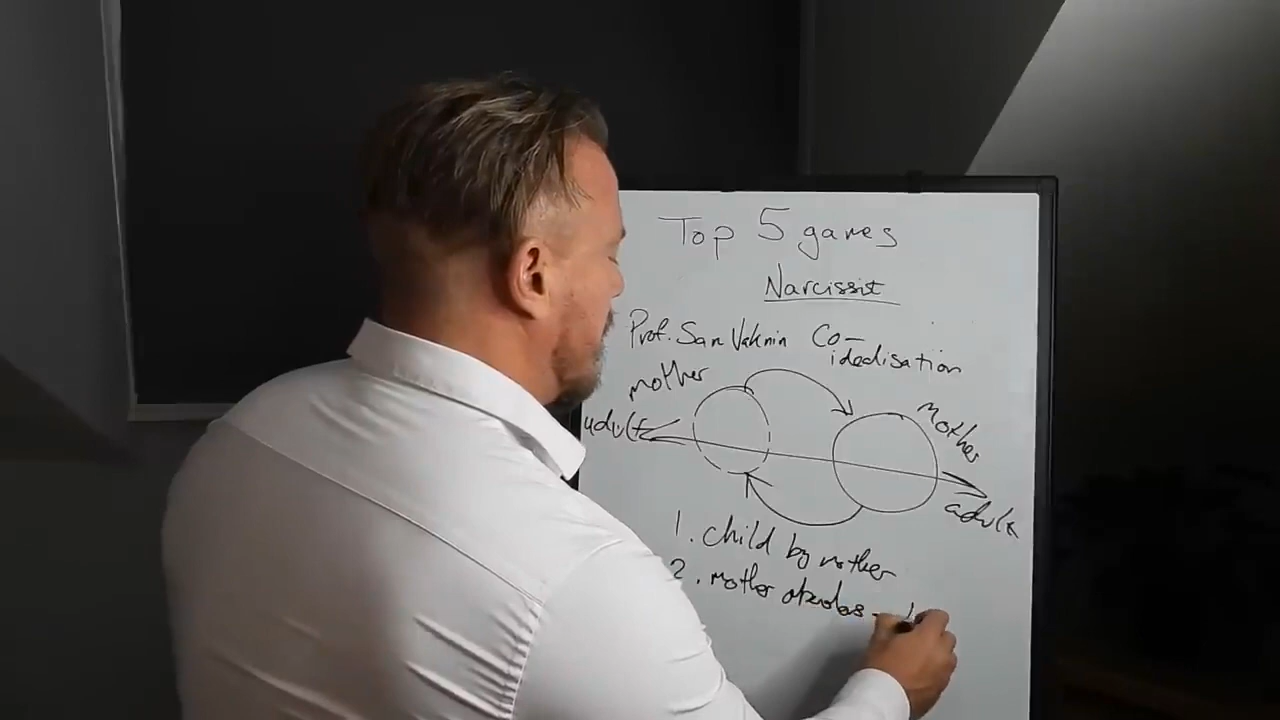 Top 5 games
Narcissist
Prof. Sam Vaknin Co-
idealisation
mother
Mother
adult
adult
1. child by mother
2. mother